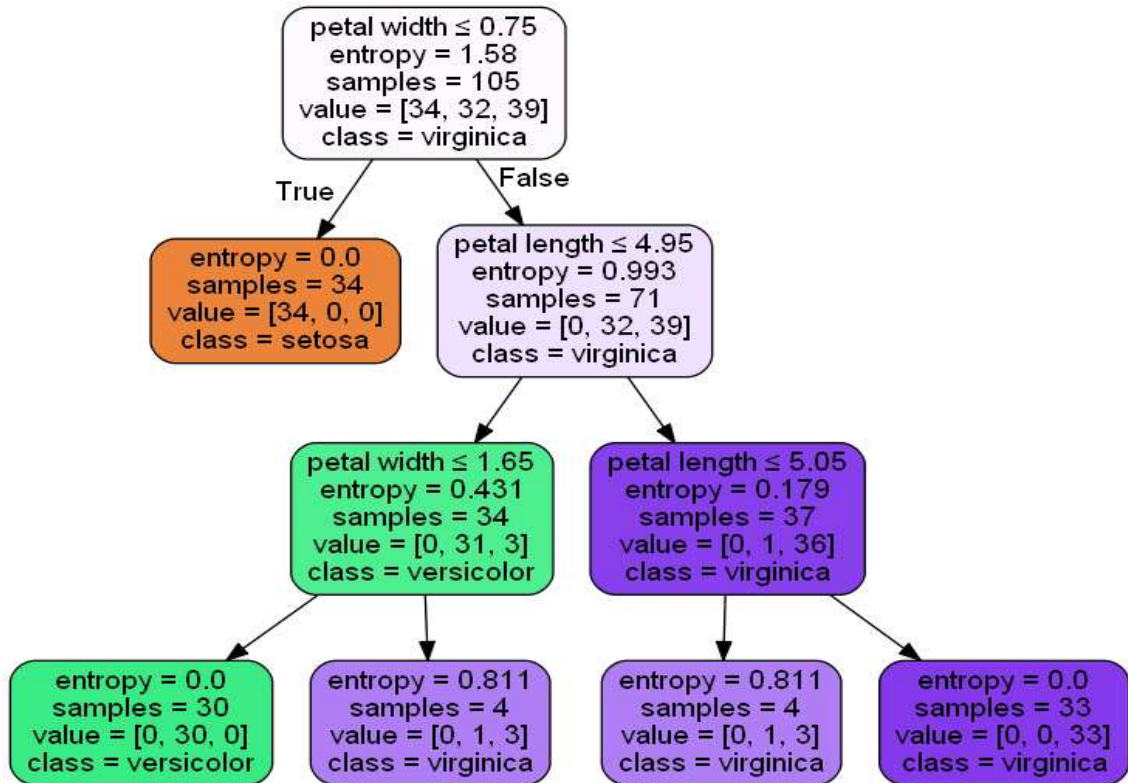 petal width ≤ 0.75
entropy = 1.58
samples = 105
value = [34, 32, 39]
class = virginica
True
False
entropy = 0.0
samples = 34
value = [34, 0, 0]
class = setosa
petal length ≤ 4.95
entropy = 0.993
samples = 71
value = [0, 32, 39]
class = virginica
petal width ≤ 1.65
entropy = 0.431
samples = 34
value = [0, 31, 3]
class = versicolor
petal length ≤ 5.05
entropy = 0.179
samples = 37
value = [0, 1, 36]
class = virginica
entropy = 0.0
samples = 30
value = [0, 30, 0]
class = versicolor
entropy = 0.811
samples = 4
value = [0, 1, 3]
class = virginica
entropy = 0.811
samples = 4
value = [0, 1, 3]
class = virginica
entropy = 0.0
samples = 33
value = [0, 0, 33]
class = virginica